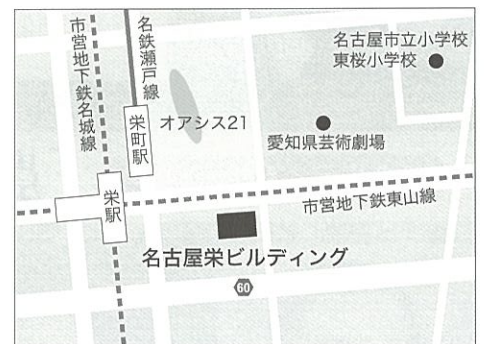 市営地下鉄名城線
名鉄瀬戸線
名古屋市立小学校
東桜小学校
栄町駅
オアシス21
愛知県芸術劇場
栄駅
市営地下鉄東山線
名古屋栄ビルディング
60